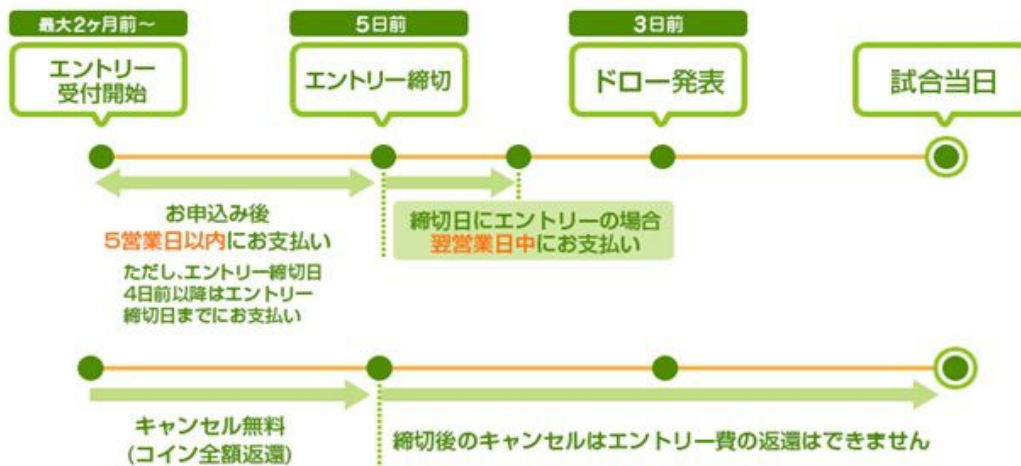 最大2ヶ月前～
エントリー
受付開始
5日前
エントリー締切
3日前
ドロー発表
試合当日
お申込み後
5営業日以内にお支払い
ただし、エントリー締切日
4日前以降はエントリー
締切日までにお支払い
締切日にエントリーの場合
翌営業日中にお支払い
キャンセル無料
(コイン全額返還)
締切後のキャンセルはエントリー費の返還はできません